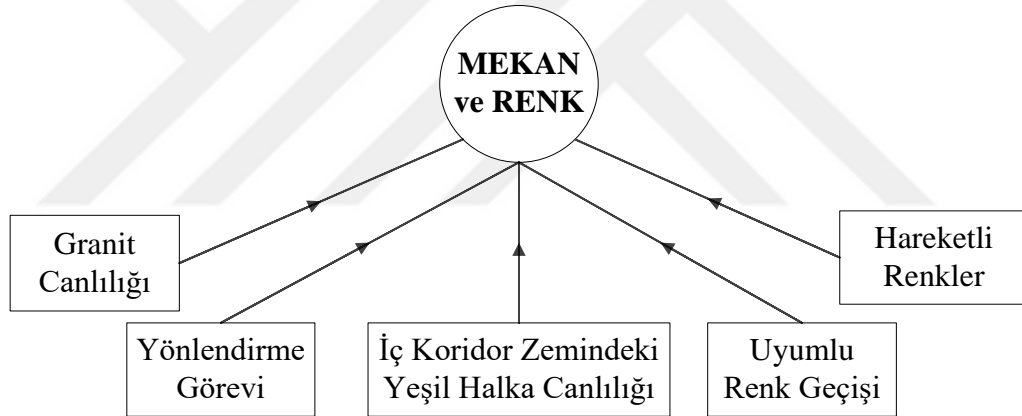 MEKAN
ve RENK
Granit
Canlılığı
Hareketli
Renkler
Yönlendirme
Görevi
İç Koridor Zemindeki
Yeşil Halka Canlılığı
Uyumlu
Renk Geçişi